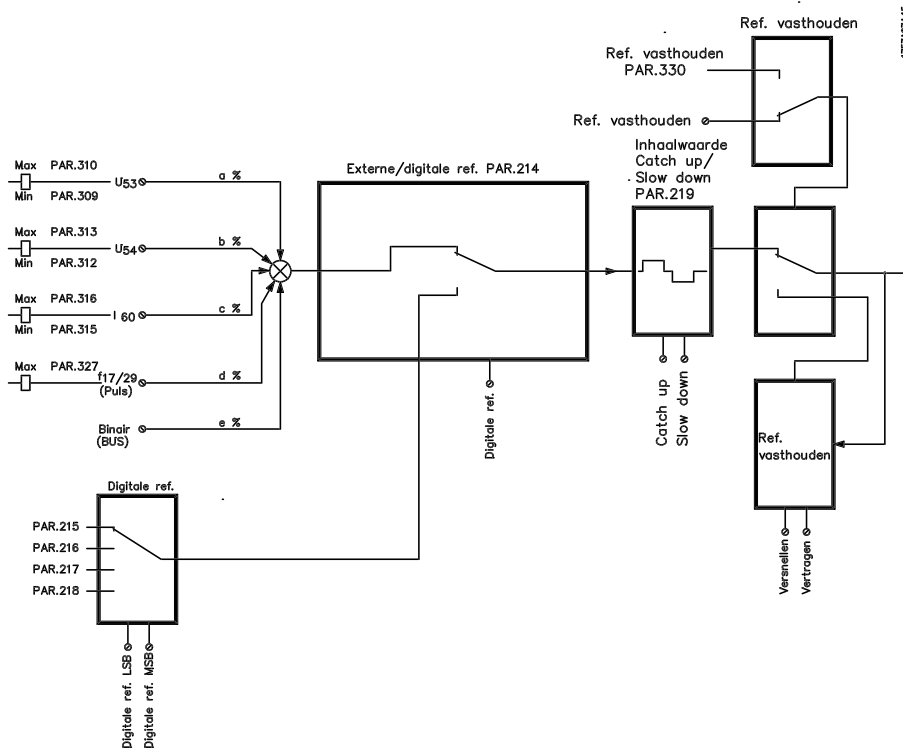 Ref. vasthouden
Ref. vasthouden
PAR.330
Ref. vasthouden
Inhaalwaarde
Catch up/
Slow down
PAR.219
Externe/digitale ref. PAR.214
Max PAR.310
U53
a %
Min PAR.309
Max PAR.313
U54
b %
Min PAR.312
Max PAR.316
I 60
c %
Min PAR.315
Max PAR.327
f17/29
(Puls)
d %
Binair
(BUS)
e %
Digitale ref.
Catch up
Slow down
Ref.
vasthouden
Versnellen
Vertragen
Digitale ref.
PAR.215
PAR.216
PAR.217
PAR.218
Digitale ref. LSB
Digitale ref. MSB